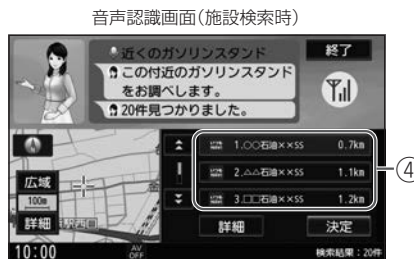 音声認識画面（施設検索時）
近くのガソリンスタンド
終了
この付近のガソリンスタンド
をお調べします。
20件見つかりました。
1.○○石油××SS 0.7km
2.△△石油××SS 1.1km
3.□□石油××SS 1.2km
④
広域
100m
詳細
駅西口
詳細
決定
10:00
AV
OFF
検索結果：20件